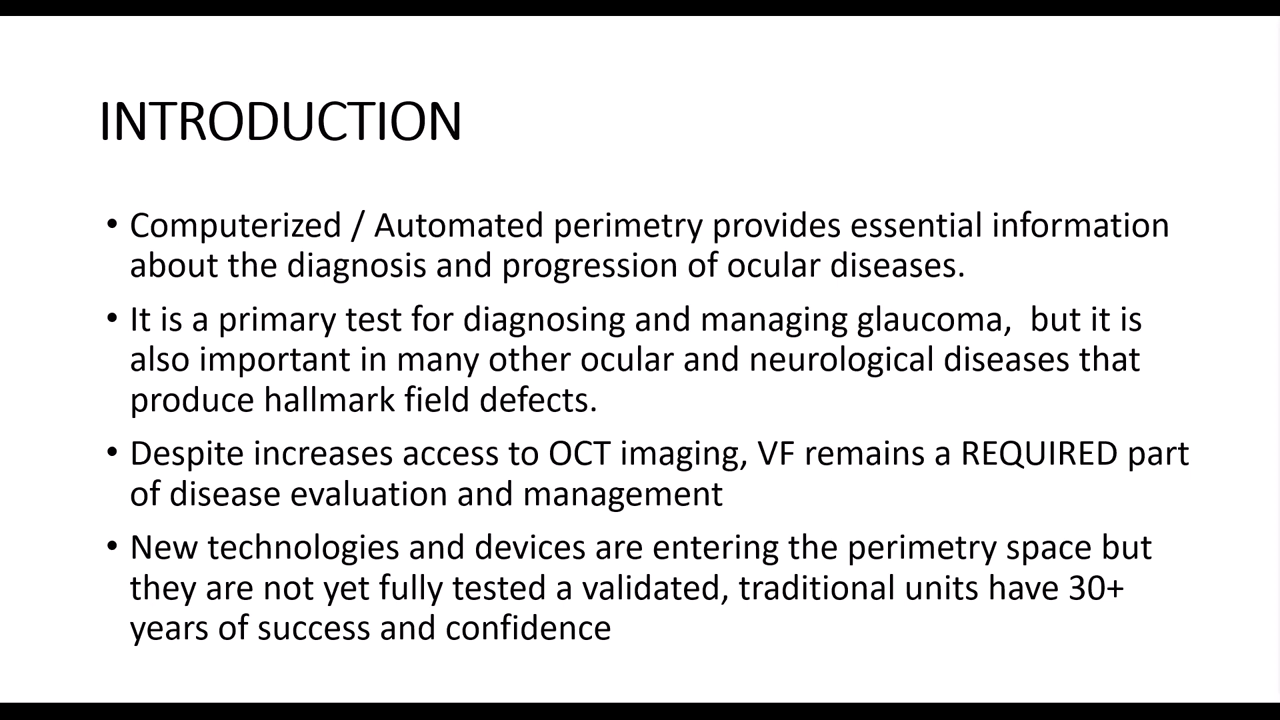 INTRODUCTION
• Computerized / Automated perimetry provides essential information
about the diagnosis and progression of ocular diseases.
• It is a primary test for diagnosing and managing glaucoma,  but it is
also important in many other ocular and neurological diseases that
produce hallmark field defects.
• Despite increases access to OCT imaging, VF remains a REQUIRED part
of disease evaluation and management
• New technologies and devices are entering the perimetry space but
they are not yet fully tested a validated, traditional units have 30+
years of success and confidence